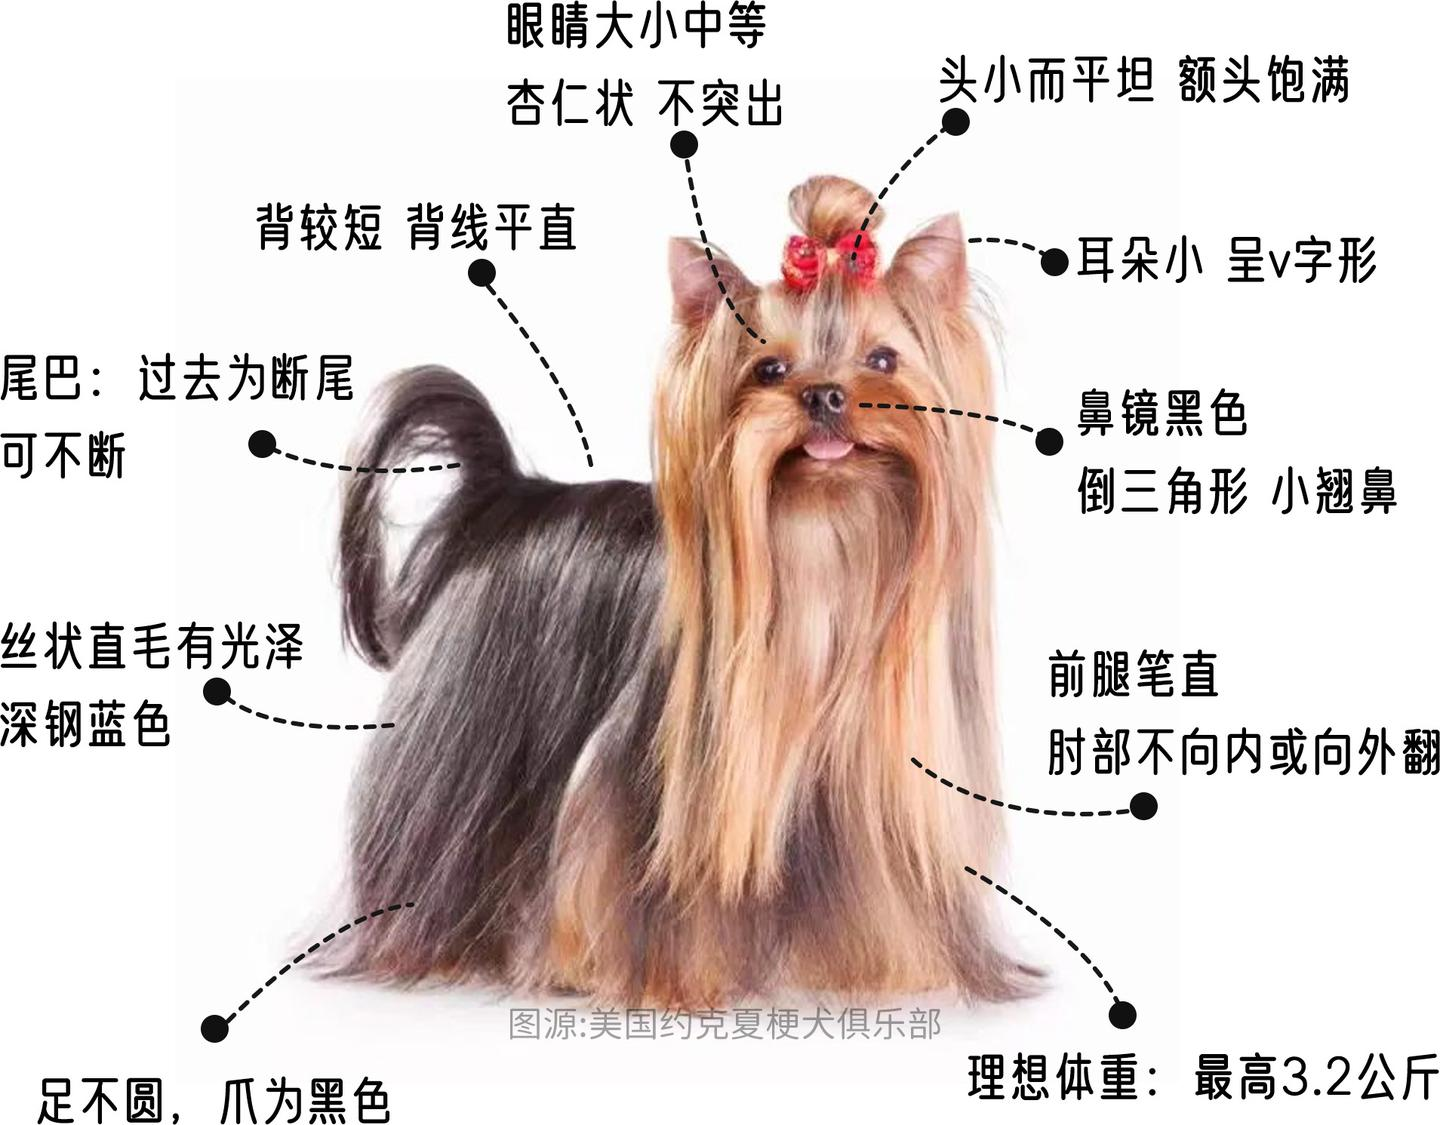 眼睛大小中等
杏仁状 不突出
头小而平坦 额头饱满
背较短 背线平直
耳朵小 呈v字形
尾巴：过去为断尾
可不断
鼻镜黑色
倒三角形 小翘鼻
丝状直毛有光泽
深钢蓝色
前腿笔直
肘部不向内或向外翻
图源:美国约克夏梗犬俱乐部
理想体重：最高3.2公斤
足不圆，爪为黑色